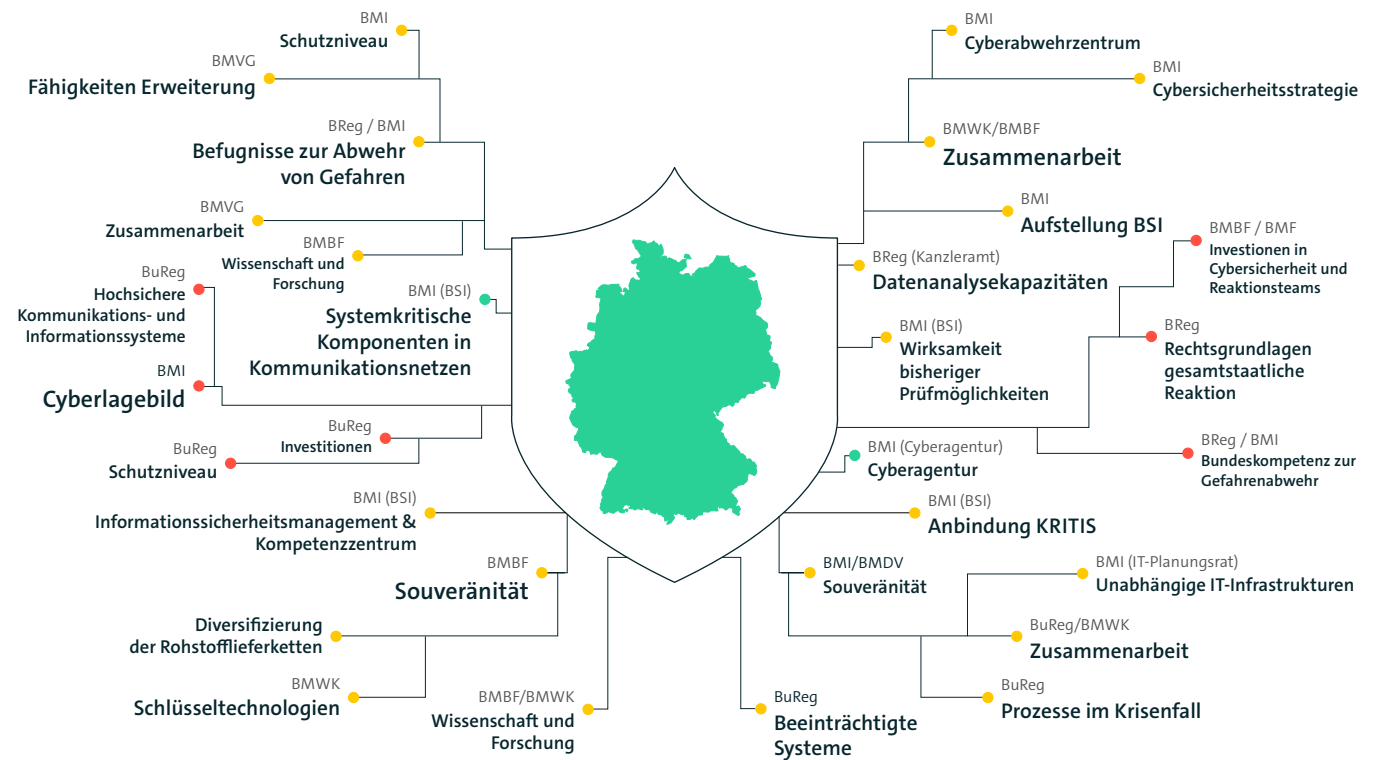 BMI
Schutzniveau
BMVG
Fähigkeiten Erweiterung
BReg / BMI
Befugnisse zur Abwehr
von Gefahren
BMVG
Zusammenarbeit
BMBF
Wissenschaft und
Forschung
BuReg
Hochsichere
Kommunikations- und
Informationssysteme
BMI (BSI)
Systemkritische
Komponenten in
Kommunikationsnetzen
BMI
Cyberlagebild
BuReg
Investitionen
BuReg
Schutzniveau
BMI (BSI)
Informationssicherheitsmanagement &
Kompetenzzentrum
BMBF
Souveränität
Diversifizierung
der Rohstofflieferketten
BMWK
Schlüsseltechnologien
BMBF/BMWK
Wissenschaft und
Forschung
BMI
Cyberabwehrzentrum
BMI
Cybersicherheitsstrategie
BMWK/BMBF
Zusammenarbeit
BMI
Aufstellung BSI
BMBF / BMF
Investionen in
Cybersicherheit und
Reaktionsteams
BReg (Kanzleramt)
Datenanalysekapazitäten
BMI (BSI)
Wirksamkeit
bisheriger
Prüfmöglichkeiten
BReg
Rechtsgrundlagen
gesamtstaatliche
Reaktion
BReg / BMI
Bundeskompetenz zur
Gefahrenabwehr
BMI (Cyberagentur)
Cyberagentur
BMI (BSI)
Anbindung KRITIS
BMI/BMDV
Souveränität
BMI (IT-Planungsrat)
Unabhängige IT-Infrastrukturen
BuReg/BMWK
Zusammenarbeit
BuReg
Prozesse im Krisenfall
BuReg
Beeinträchtigte
Systeme